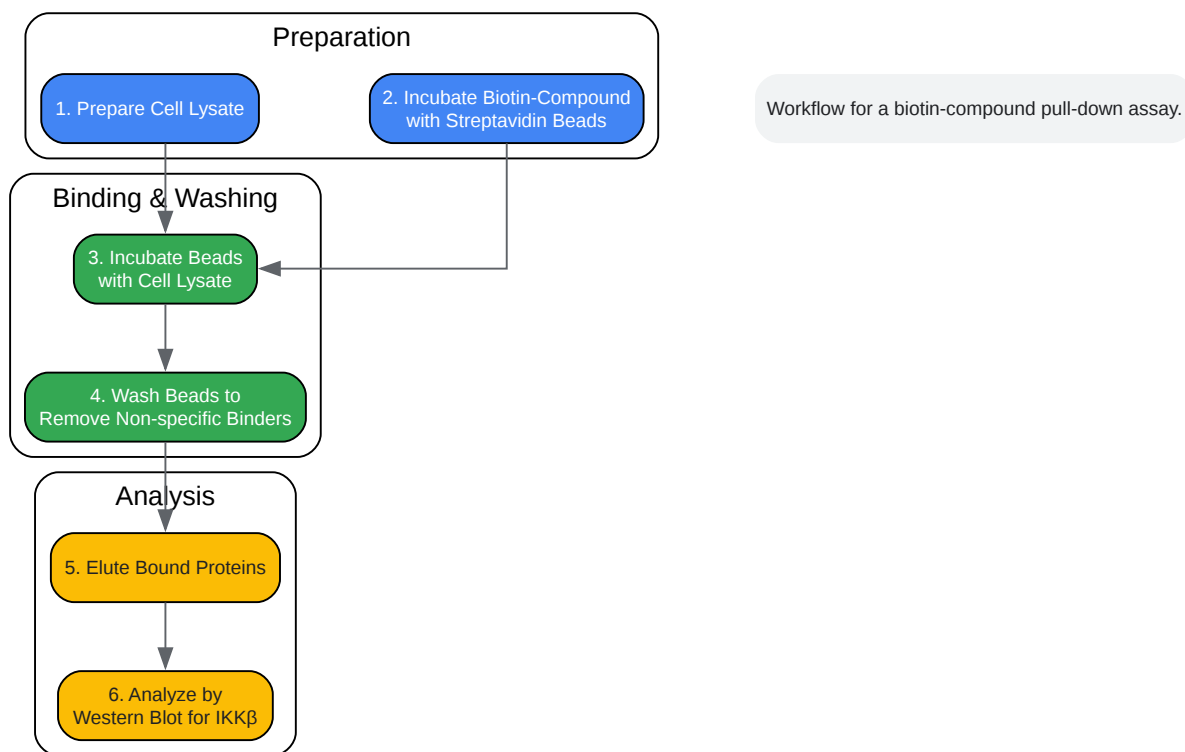 Preparation
1. Prepare Cell Lysate
2. Incubate Biotin-Compound
with Streptavidin Beads
Workflow for a biotin-compound pull-down assay.
Binding & Washing
3. Incubate Beads
with Cell Lysate
4. Wash Beads to
Remove Non-specific Binders
Analysis
5. Elute Bound Proteins
6. Analyze by
Western Blot for IKKβ